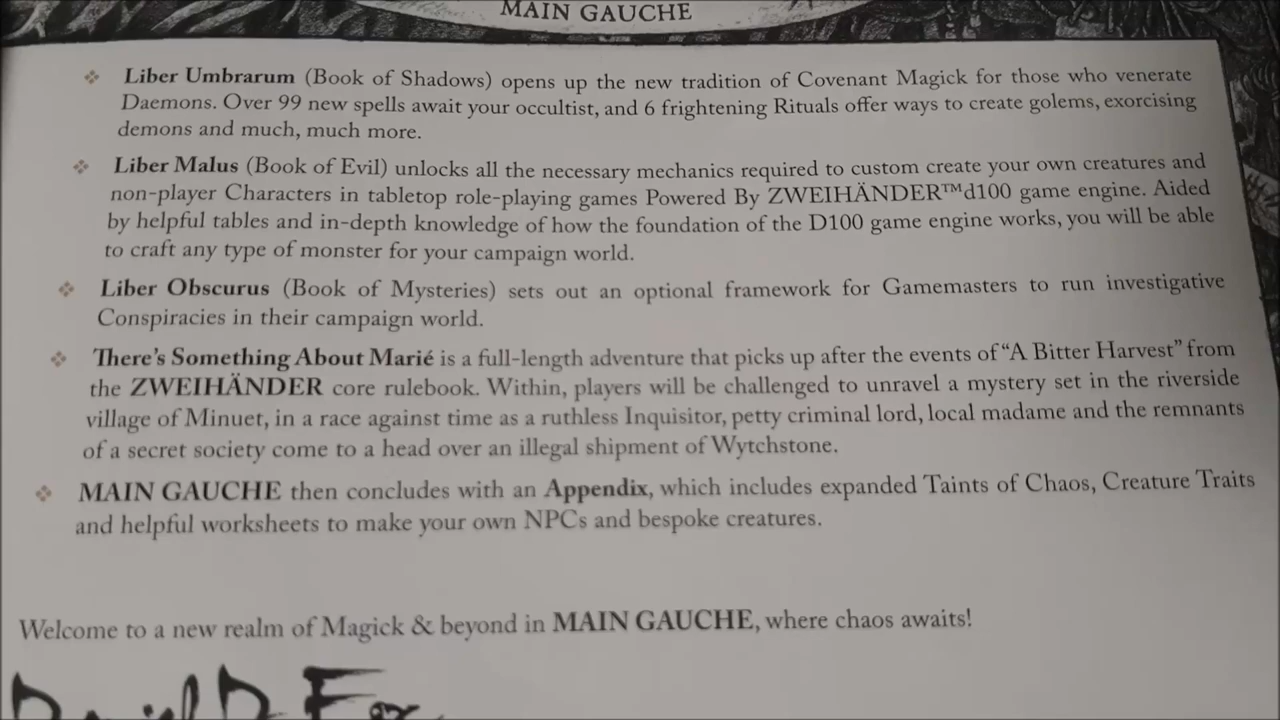 MAIN GAUCHE
❖ Liber Umbrarum (Book of Shadows) opens up the new tradition of Covenant Magick for those who venerate
Daemons. Over 99 new spells await your occultist, and 6 frightening Rituals offer ways to create golems, exorcising
demons and much, much more.
❖ Liber Malus (Book of Evil) unlocks all the necessary mechanics required to custom create your own creatures and
non-player Characters in tabletop role-playing games Powered By ZWEIHÄNDER™d100 game engine. Aided
by helpful tables and in-depth knowledge of how the foundation of the D100 game engine works, you will be able
to craft any type of monster for your campaign world.
❖ Liber Obscurus (Book of Mysteries) sets out an optional framework for Gamemasters to run investigative
Conspiracies in their campaign world.
❖ There's Something About Marié is a full-length adventure that picks up after the events of “A Bitter Harvest” from
the ZWEIHÄNDER core rulebook. Within, players will be challenged to unravel a mystery set in the riverside
village of Minuet, in a race against time as a ruthless Inquisitor, petty criminal lord, local madame and the remnants
of a secret society come to a head over an illegal shipment of Wytchstone.
❖ MAIN GAUCHE then concludes with an Appendix, which includes expanded Taints of Chaos, Creature Traits
and helpful worksheets to make your own NPCs and bespoke creatures.
Welcome to a new realm of Magick & beyond in MAIN GAUCHE, where chaos awaits!
Daniel D. Fox